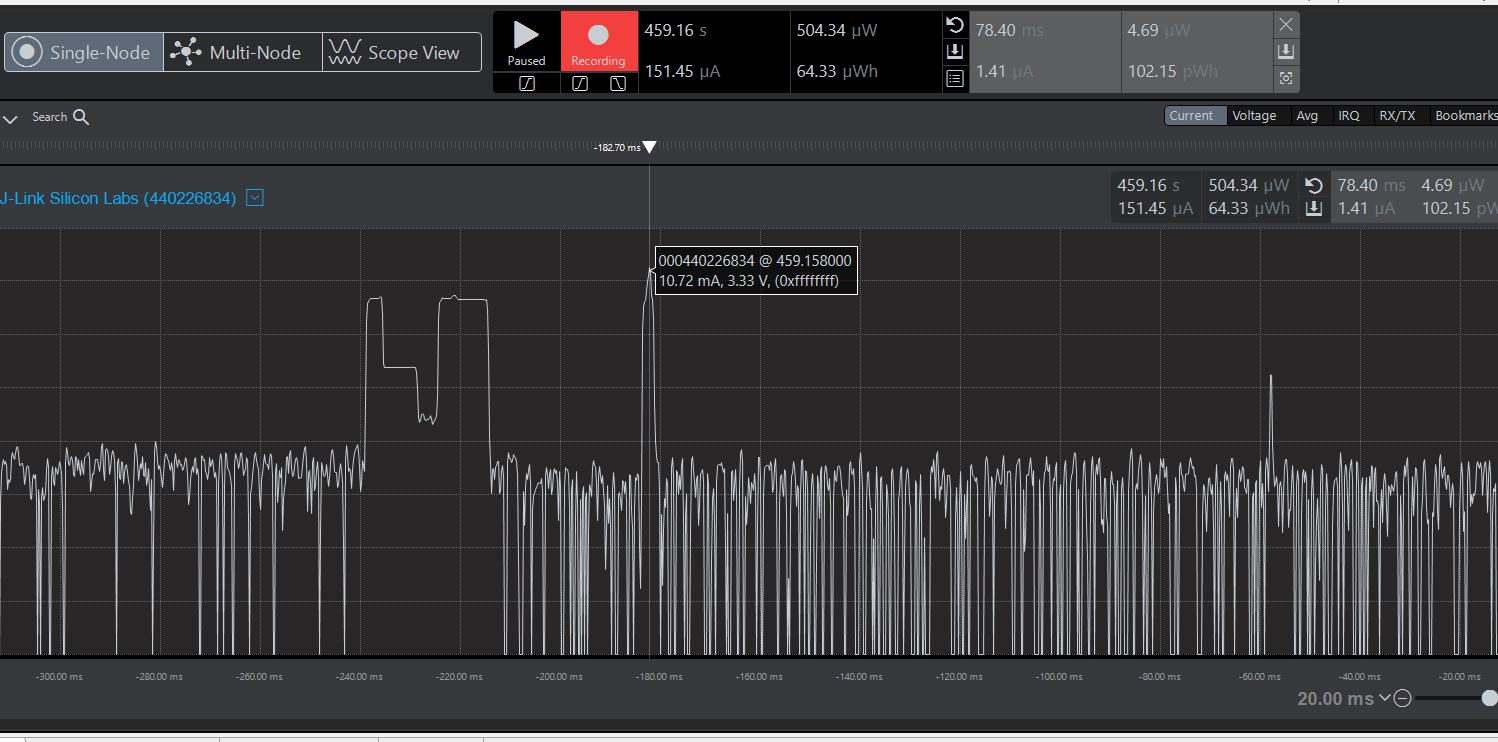 Single-Node
Multi-Node
Scope View
Paused
Recording
459.16 s
504.34 µW
151.45 µA
64.33 µWh
78.40 ms
4.69 µW
1.41 µA
102.15 pWh
Search
Current
Voltage
Avg
IRQ
RX/TX
Bookmarks
-182.70 ms
J-Link Silicon Labs (440226834)
459.16 s
504.34 µW
78.40 ms
4.69 µW
151.45 µA
64.33 µWh
1.41 µA
102.15 pW
000440226834 @ 459.158000
10.72 mA, 3.33 V, (0xffffffff)
-300.00 ms
-280.00 ms
-260.00 ms
-240.00 ms
-220.00 ms
-200.00 ms
-180.00 ms
-160.00 ms
-140.00 ms
-120.00 ms
-100.00 ms
-80.00 ms
-60.00 ms
-40.00 ms
-20.00 ms
20.00 ms